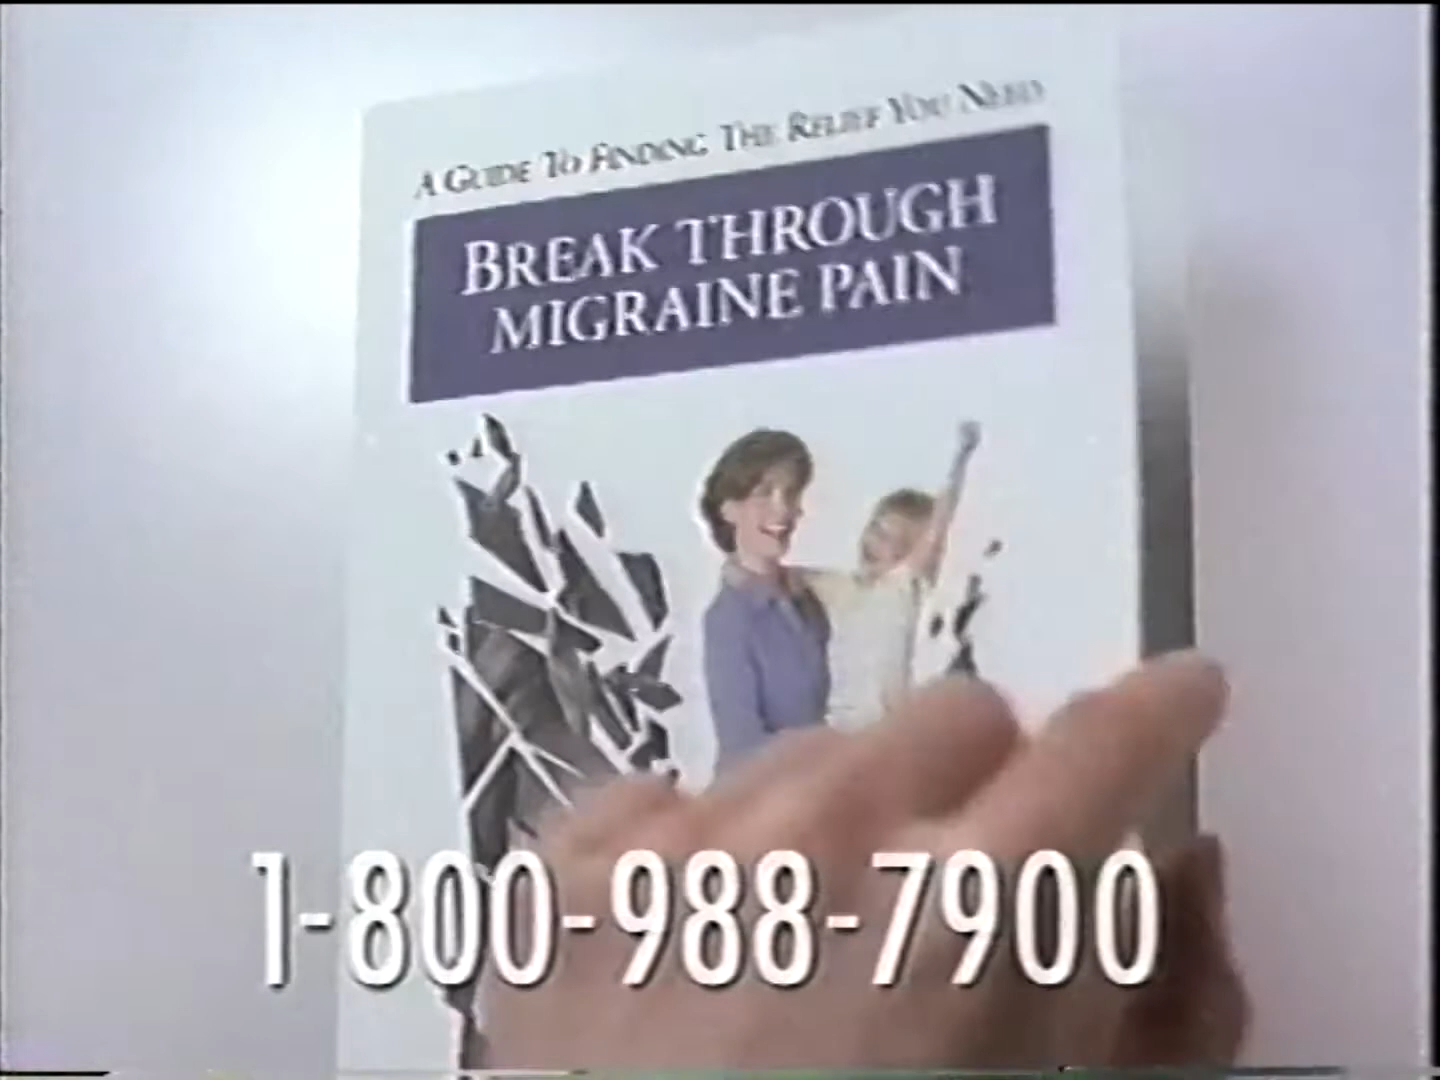 A GUIDE TO FINDING THE RELIEF YOU NEED
BREAK THROUGH
MIGRAINE PAIN
1-800-988-7900